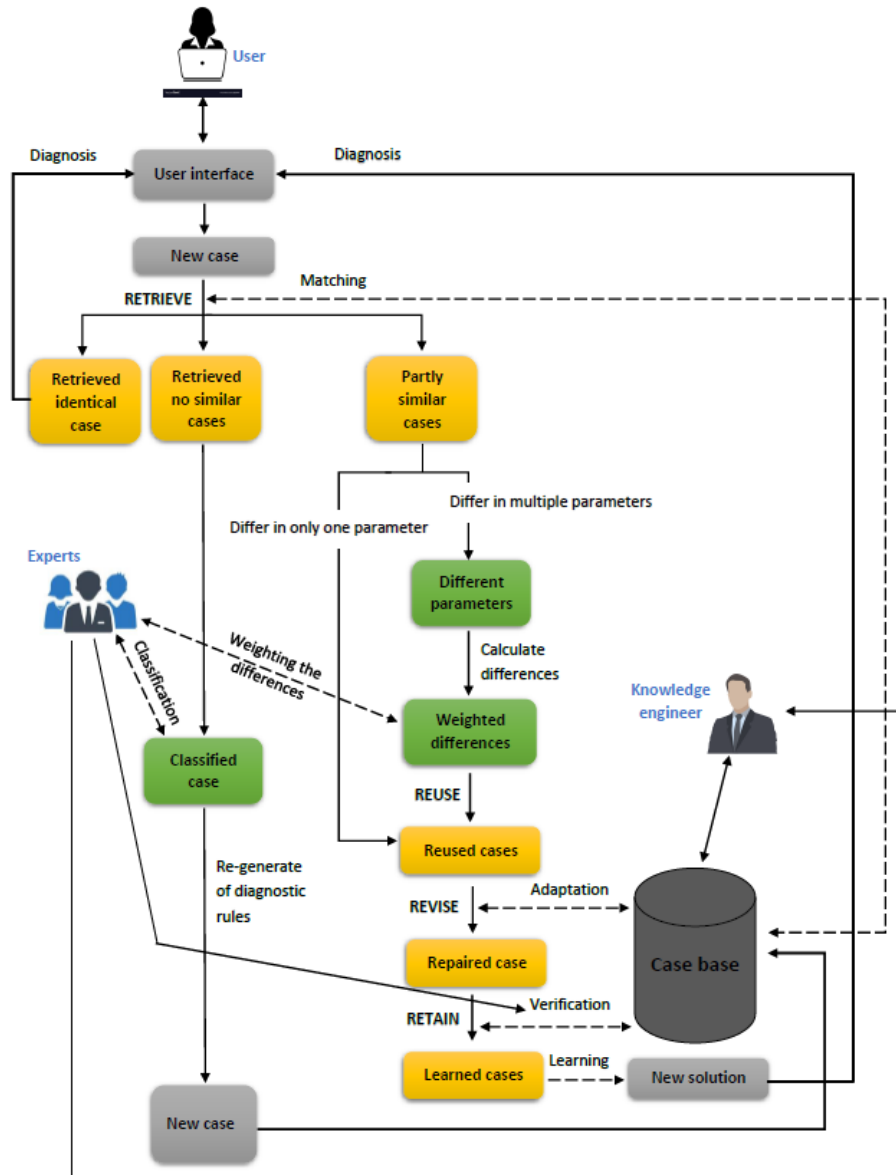 User
Diagnosis
Diagnosis
User interface
New case
Matching
RETRIEVE
Retrieved
identical
case
Retrieved
no similar
cases
Partly
similar
cases
Differ in multiple parameters
Differ in only one parameter
Experts
Different
parameters
Classification
Weighting the
differences
Calculate
differences
Knowledge
engineer
Weighted
differences
Classified
case
REUSE
Reused cases
Re-generate
of diagnostic
rules
Adaptation
REVISE
Repaired case
Case base
Verification
RETAIN
Learned cases
Learning
New solution
New case